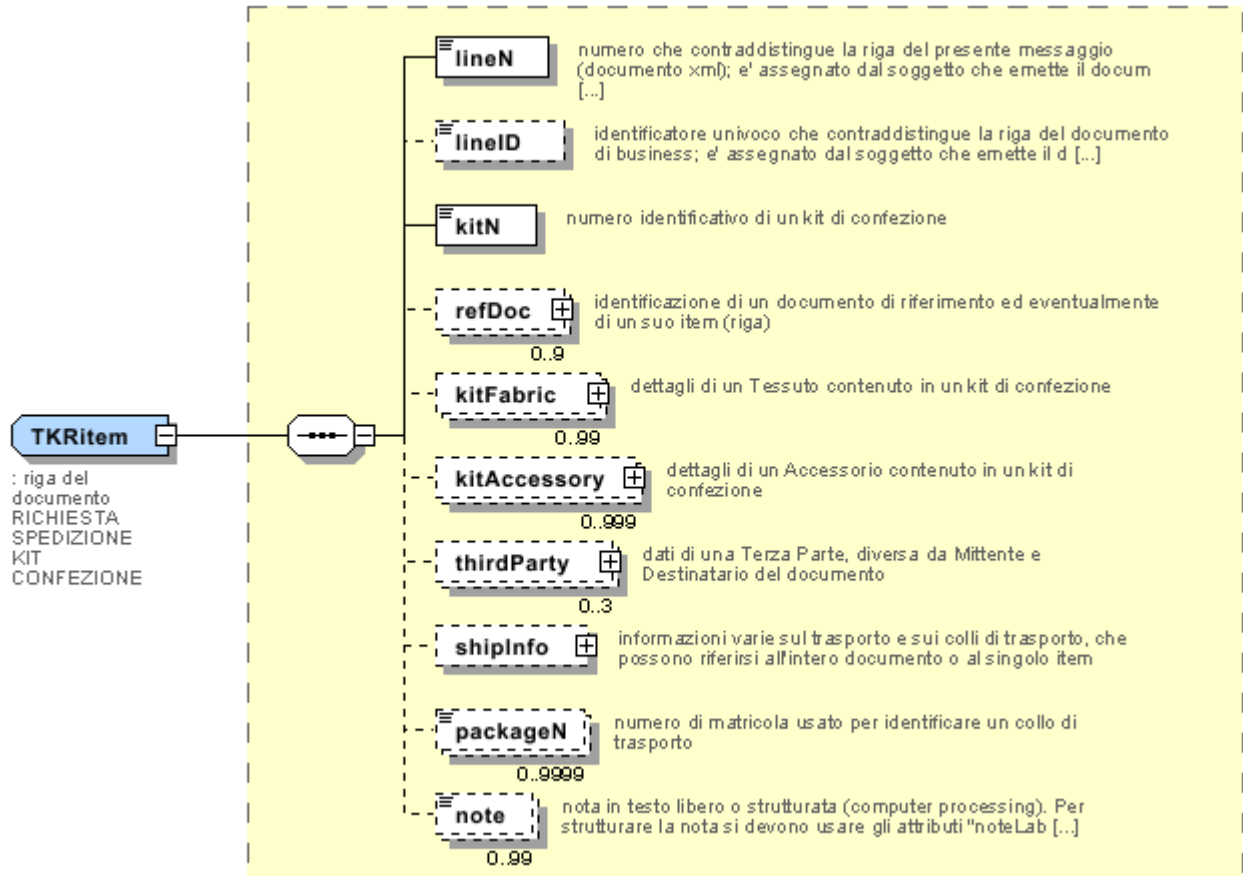 lineN
numero che contraddistingue la riga del presente messaggio
(documento xml); e' assegnato dal soggetto che emette il docum
[...]
lineID
identificatore univoco che contraddistingue la riga del documento
di business; e' assegnato dal soggetto che emette il d [...]
kitN
numero identificativo di un kit di confezione
refDoc
identificazione di un documento di riferimento ed eventualmente
di un suo item (riga)
0..9
kitFabric
dettagli di un Tessuto contenuto in un kit di confezione
0..99
TKRitem
: riga del
documento
RICHIESTA
SPEDIZIONE
KIT
CONFEZIONE
kitAccessory
dettagli di un Accessorio contenuto in un kit di
confezione
0..999
thirdParty
dati di una Terza Parte, diversa da Mittente e
Destinatario del documento
0..3
shipInfo
informazioni varie sul trasporto e sui colli di trasporto, che
possono riferirsi all'intero documento o al singolo item
packageN
numero di matricola usato per identificare un collo di
trasporto
0..9999
note
nota in testo libero o strutturata (computer processing). Per
strutturare la nota si devono usare gli attributi "noteLab [...]
0..99